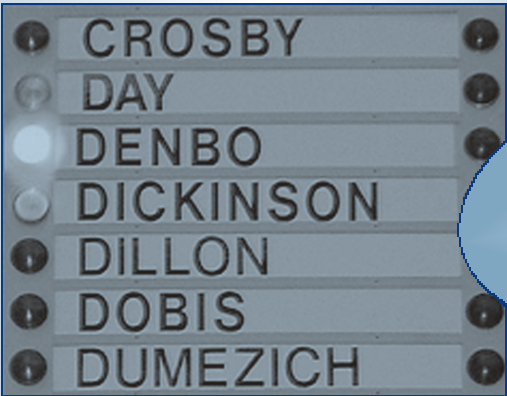 CROSBY
DAY
DENBO
DICKINSON
DILLON
DOBIS
DUMEZICH